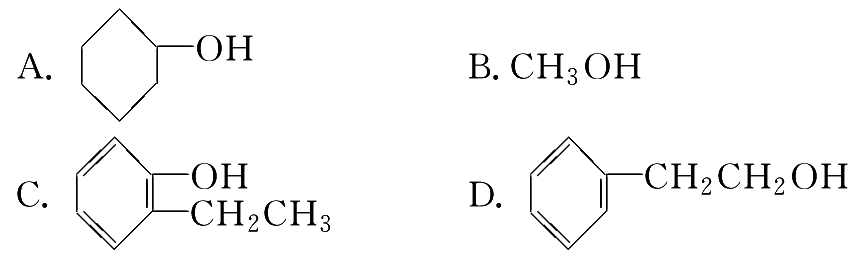 A. OH
B. CH₃OH
C. OH
CH₂CH₃
D. CH₂CH₂OH